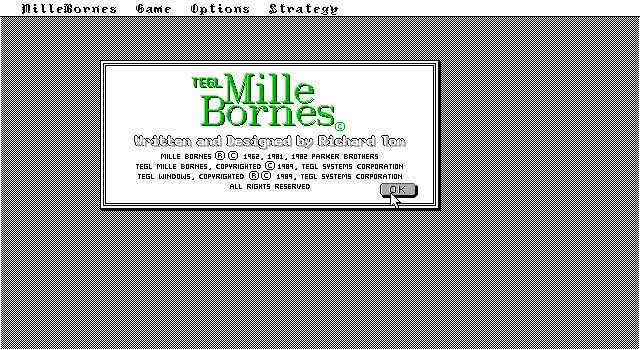 MilleBornes Game Options Strategy
TEGL Mille
Bornes ©
Written and Designed by Richard Ton
MILLE BORNES ® © 1962, 1981, 1982 PARKER BROTHERS
TEGL MILLE BORNES, COPYRIGHTED © 1989, TEGL SYSTEMS CORPORATION
TEGL WINDOWS, COPYRIGHTED ® © 1989, TEGL SYSTEMS CORPORATION
ALL RIGHTS RESERVED
OK